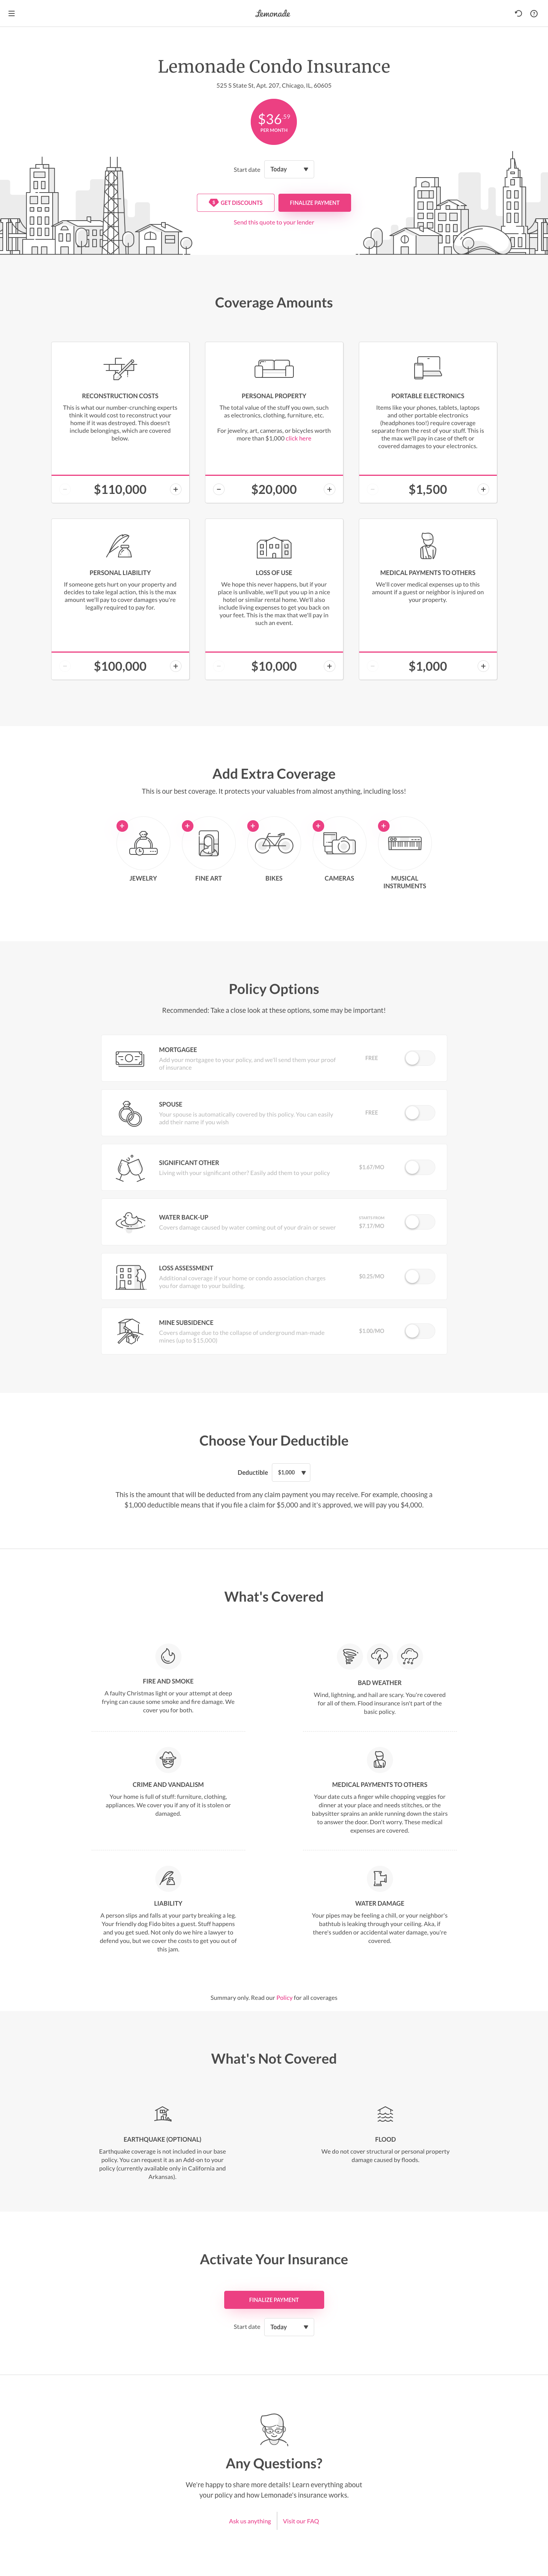 Lemonade
Lemonade Condo Insurance
525 S State St, Apt. 207, Chicago, IL, 60605
$36.59
PER MONTH
Start date Today
GET DISCOUNTS FINALIZE PAYMENT
Send this quote to your lender
Coverage Amounts
RECONSTRUCTION COSTS
This is what our number-crunching experts
think it would cost to reconstruct your
home if it was destroyed. This doesn't
include belongings, which are covered
below.
$110,000
PERSONAL PROPERTY
The total value of the stuff you own, such
as electronics, clothing, furniture, etc.
For jewelry, art, cameras, or bicycles worth
more than $1,000 click here
$20,000
PORTABLE ELECTRONICS
Items like your phones, tablets, laptops
and other portable electronics
(headphones too!) require coverage
separate from the rest of your stuff. This is
the max we'll pay in case of theft or
covered damages to your electronics.
$1,500
PERSONAL LIABILITY
If someone gets hurt on your property and
decides to take legal action, this is the max
amount we'll pay to cover damages you're
legally required to pay for.
$100,000
LOSS OF USE
We hope this never happens, but if your
place is unlivable, we'll put you up in a nice
hotel or similar rental home. We'll also
include living expenses to get you back on
your feet. This is the max that we'll pay in
such an event.
$10,000
MEDICAL PAYMENTS TO OTHERS
We'll cover medical expenses up to this
amount if a guest or neighbor is injured on
your property.
$1,000
Add Extra Coverage
This is our best coverage. It protects your valuables from almost anything, including loss!
JEWELRY
FINE ART
BIKES
CAMERAS
MUSICAL
INSTRUMENTS
Policy Options
Recommended: Take a close look at these options, some may be important!
MORTGAGEE
Add your mortgagee to your policy, and we'll send them your proof
of insurance
FREE
SPOUSE
Your spouse is automatically covered by this policy. You can easily
add their name if you wish
FREE
SIGNIFICANT OTHER
Living with your significant other? Easily add them to your policy
$1.67/MO
WATER BACK-UP
Covers damage caused by water coming out of your drain or sewer
STARTS FROM
$7.17/MO
LOSS ASSESSMENT
Additional coverage if your home or condo association charges
you for damage to your building.
$0.25/MO
MINE SUBSIDENCE
Covers damage due to the collapse of underground man-made
mines (up to $15,000)
$1.00/MO
Choose Your Deductible
Deductible $1,000
This is the amount that will be deducted from any claim payment you may receive. For example, choosing a
$1,000 deductible means that if you file a claim for $5,000 and it's approved, we will pay you $4,000.
What's Covered
FIRE AND SMOKE
A faulty Christmas light or your attempt at deep
frying can cause some smoke and fire damage. We
cover you for both.
BAD WEATHER
Wind, lightning, and hail are scary. You're covered
for all of them. Flood insurance isn't part of the
basic policy.
CRIME AND VANDALISM
Your home is full of stuff: furniture, clothing,
appliances. We cover you if any of it is stolen or
damaged.
MEDICAL PAYMENTS TO OTHERS
Your date cuts a finger while chopping veggies for
dinner at your place and needs stitches, or the
babysitter sprains an ankle running down the stairs
to answer the door. Don't worry. These medical
expenses are covered.
LIABILITY
A person slips and falls at your party breaking a leg.
Your friendly dog Fido bites a guest. Stuff happens
and you get sued. Not only do we hire a lawyer to
defend you, but we cover the costs to get you out of
this jam.
WATER DAMAGE
Your pipes may be feeling a chill, or your neighbor's
bathtub is leaking through your ceiling. Aka, if
there's sudden or accidental water damage, you're
covered.
Summary only. Read our Policy for all coverages
What's Not Covered
EARTHQUAKE (OPTIONAL)
Earthquake coverage is not included in our base
policy. You can request it as an Add-on to your
policy (currently available only in California and
Arkansas).
FLOOD
We do not cover structural or personal property
damage caused by floods.
Activate Your Insurance
FINALIZE PAYMENT
Start date Today
Any Questions?
We're happy to share more details! Learn everything about
your policy and how Lemonade's insurance works.
Ask us anything Visit our FAQ